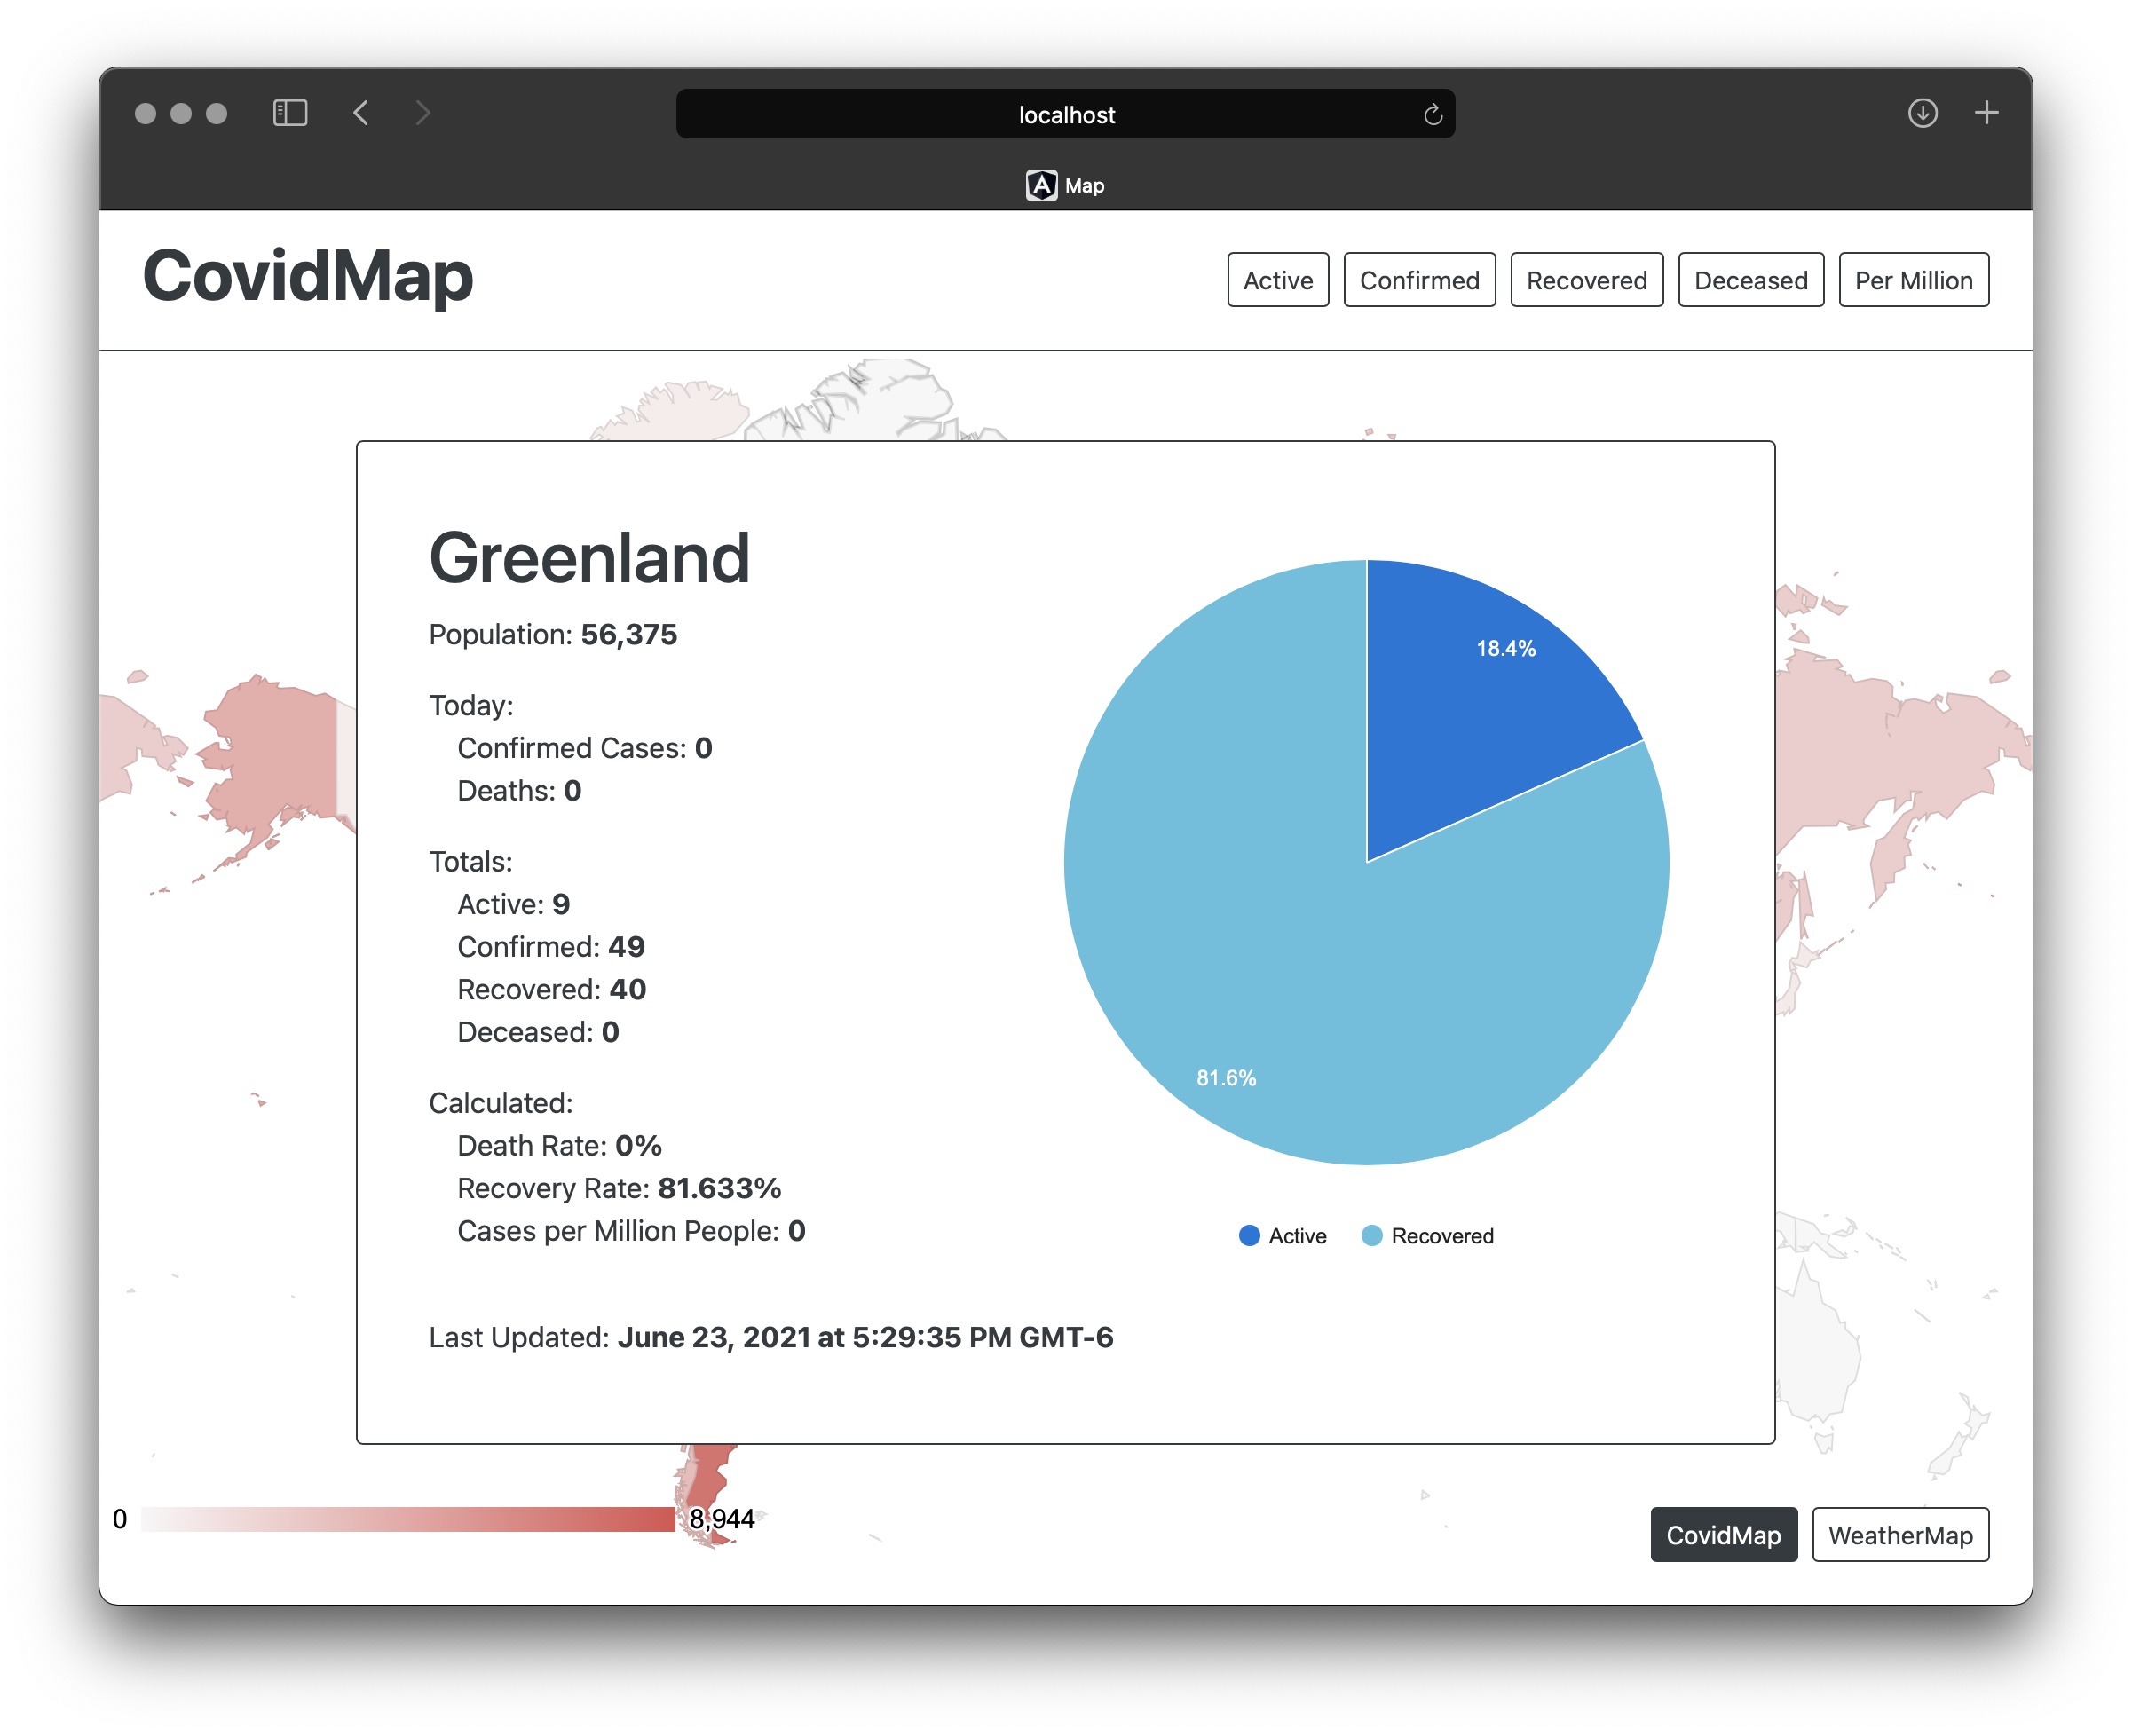 localhost
Map
CovidMap
Active
Confirmed
Recovered
Deceased
Per Million
Greenland
Population: 56,375
Today:
Confirmed Cases: 0
Deaths: 0
Totals:
Active: 9
Confirmed: 49
Recovered: 40
Deceased: 0
Calculated:
Death Rate: 0%
Recovery Rate: 81.633%
Cases per Million People: 0
Last Updated: June 23, 2021 at 5:29:35 PM GMT-6
18.4%
81.6%
Active
Recovered
0
8,944
CovidMap
WeatherMap